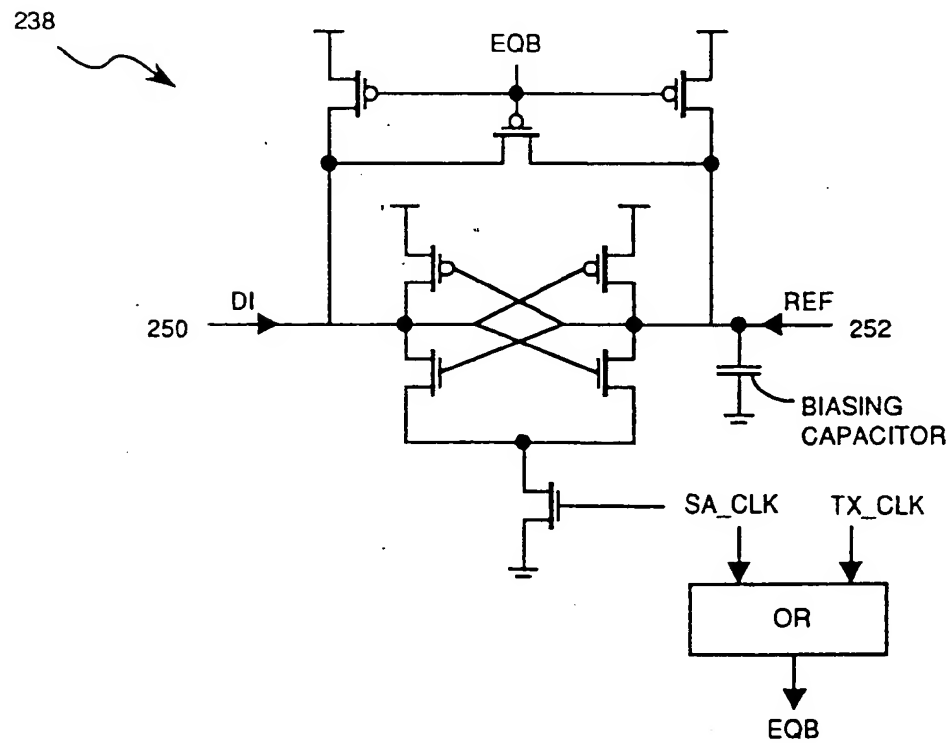 238
EQB
DI
250
REF
252
BIASING
CAPACITOR
SA_CLK
TX_CLK
OR
EQB